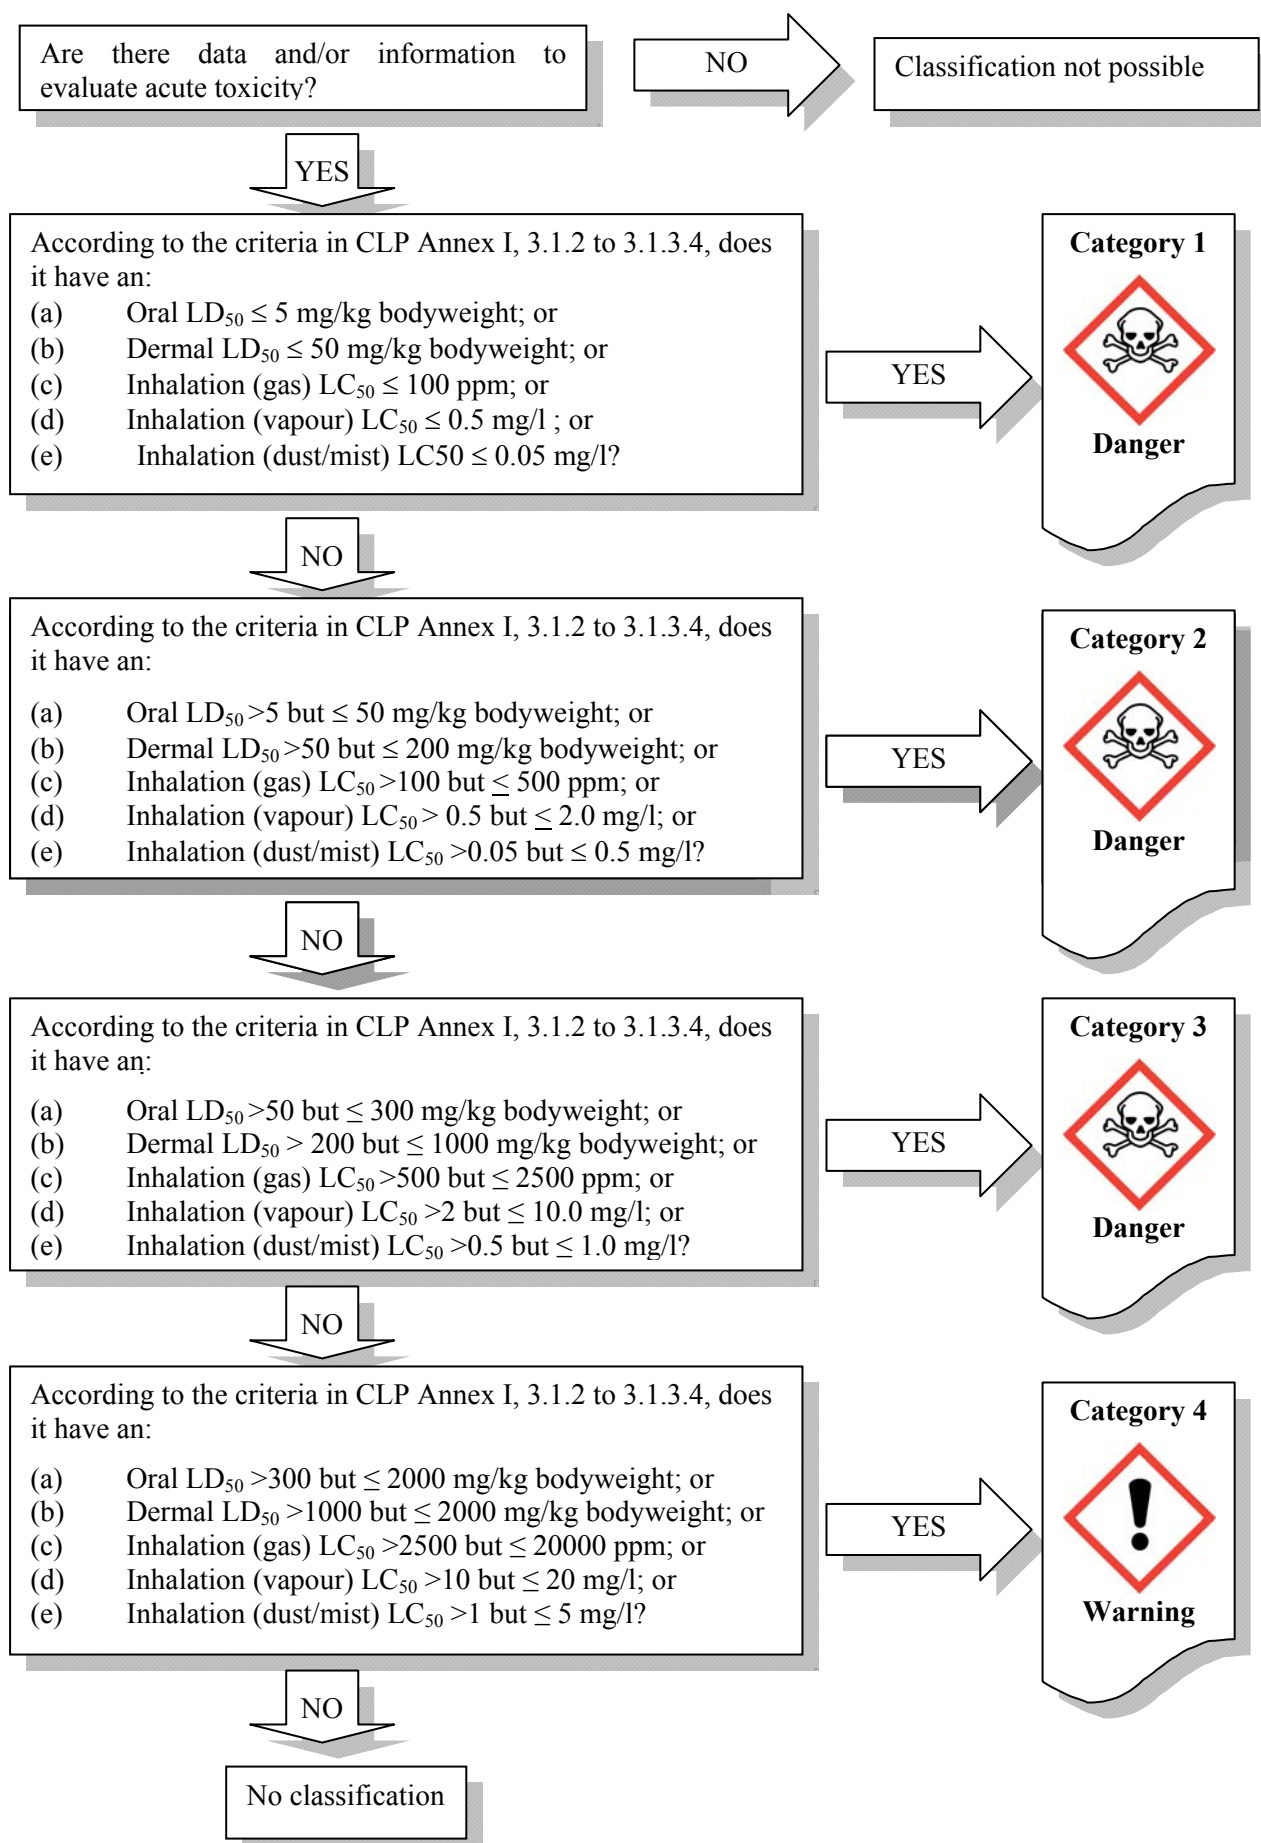 Are there data and/or information to
evaluate acute toxicity?
NO
Classification not possible
YES
According to the criteria in CLP Annex I, 3.1.2 to 3.1.3.4, does
it have an:
(a) Oral LD50 ≤ 5 mg/kg bodyweight; or
(b) Dermal LD50 ≤ 50 mg/kg bodyweight; or
(c) Inhalation (gas) LC50 ≤ 100 ppm; or
(d) Inhalation (vapour) LC50 ≤ 0.5 mg/l ; or
(e) Inhalation (dust/mist) LC50 ≤ 0.05 mg/l?
YES
Category 1
Danger
NO
According to the criteria in CLP Annex I, 3.1.2 to 3.1.3.4, does
it have an:
(a) Oral LD50 >5 but ≤ 50 mg/kg bodyweight; or
(b) Dermal LD50 >50 but ≤ 200 mg/kg bodyweight; or
(c) Inhalation (gas) LC50 >100 but ≤ 500 ppm; or
(d) Inhalation (vapour) LC50 > 0.5 but ≤ 2.0 mg/l; or
(e) Inhalation (dust/mist) LC50 >0.05 but ≤ 0.5 mg/l?
YES
Category 2
Danger
NO
According to the criteria in CLP Annex I, 3.1.2 to 3.1.3.4, does
it have an:
(a) Oral LD50 >50 but ≤ 300 mg/kg bodyweight; or
(b) Dermal LD50 > 200 but ≤ 1000 mg/kg bodyweight; or
(c) Inhalation (gas) LC50 >500 but ≤ 2500 ppm; or
(d) Inhalation (vapour) LC50 >2 but ≤ 10.0 mg/l; or
(e) Inhalation (dust/mist) LC50 >0.5 but ≤ 1.0 mg/l?
YES
Category 3
Danger
NO
According to the criteria in CLP Annex I, 3.1.2 to 3.1.3.4, does
it have an:
(a) Oral LD50 >300 but ≤ 2000 mg/kg bodyweight; or
(b) Dermal LD50 >1000 but ≤ 2000 mg/kg bodyweight; or
(c) Inhalation (gas) LC50 >2500 but ≤ 20000 ppm; or
(d) Inhalation (vapour) LC50 >10 but ≤ 20 mg/l; or
(e) Inhalation (dust/mist) LC50 >1 but ≤ 5 mg/l?
YES
Category 4
Warning
NO
No classification